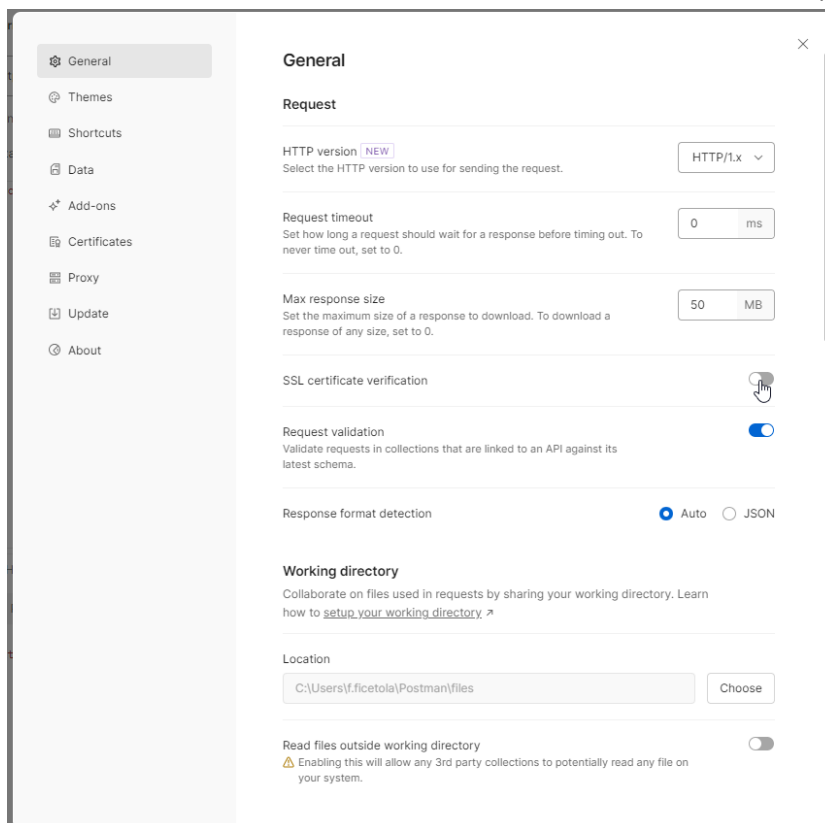 General
Themes
Shortcuts
Data
Add-ons
Certificates
Proxy
Update
About
General
Request
HTTP version NEW
Select the HTTP version to use for sending the request.
HTTP/1.x
Request timeout
Set how long a request should wait for a response before timing out. To
never time out, set to 0.
0 ms
Max response size
Set the maximum size of a response to download. To download a
response of any size, set to 0.
50 MB
SSL certificate verification
Request validation
Validate requests in collections that are linked to an API against its
latest schema.
Response format detection
Auto JSON
Working directory
Collaborate on files used in requests by sharing your working directory. Learn
how to setup your working directory ↗
Location
C:\Users\f.ficetola\Postman\files
Choose
Read files outside working directory
Enabling this will allow any 3rd party collections to potentially read any file on
your system.